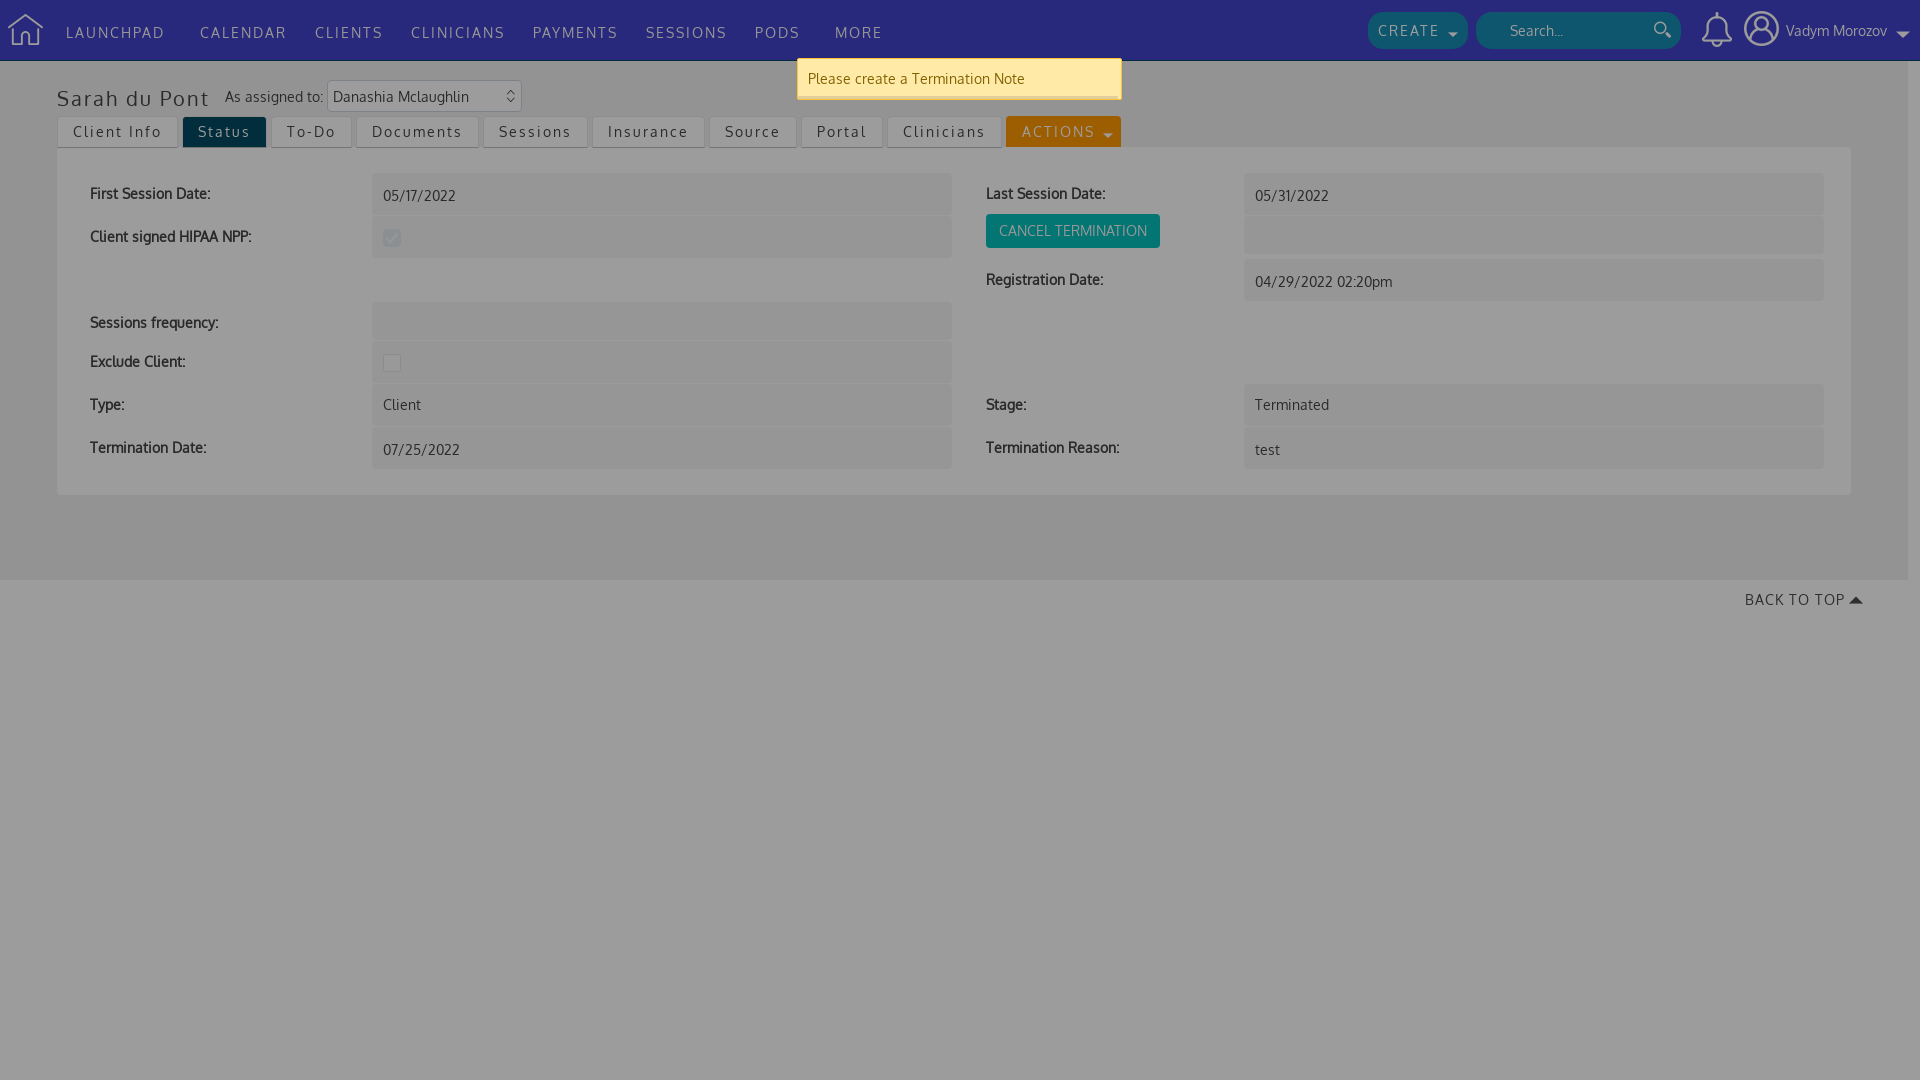 LAUNCHPAD CALENDAR CLIENTS CLINICIANS PAYMENTS SESSIONS PODS MORE CREATE Search... Vadym Morozov
Please create a Termination Note
Sarah du Pont As assigned to: Danashia Mclaughlin
Client Info Status To-Do Documents Sessions Insurance Source Portal Clinicians ACTIONS
First Session Date: 05/17/2022 Last Session Date: 05/31/2022
Client signed HIPAA NPP: CANCEL TERMINATION
Registration Date: 04/29/2022 02:20pm
Sessions frequency:
Exclude Client:
Type: Client Stage: Terminated
Termination Date: 07/25/2022 Termination Reason: test
BACK TO TOP